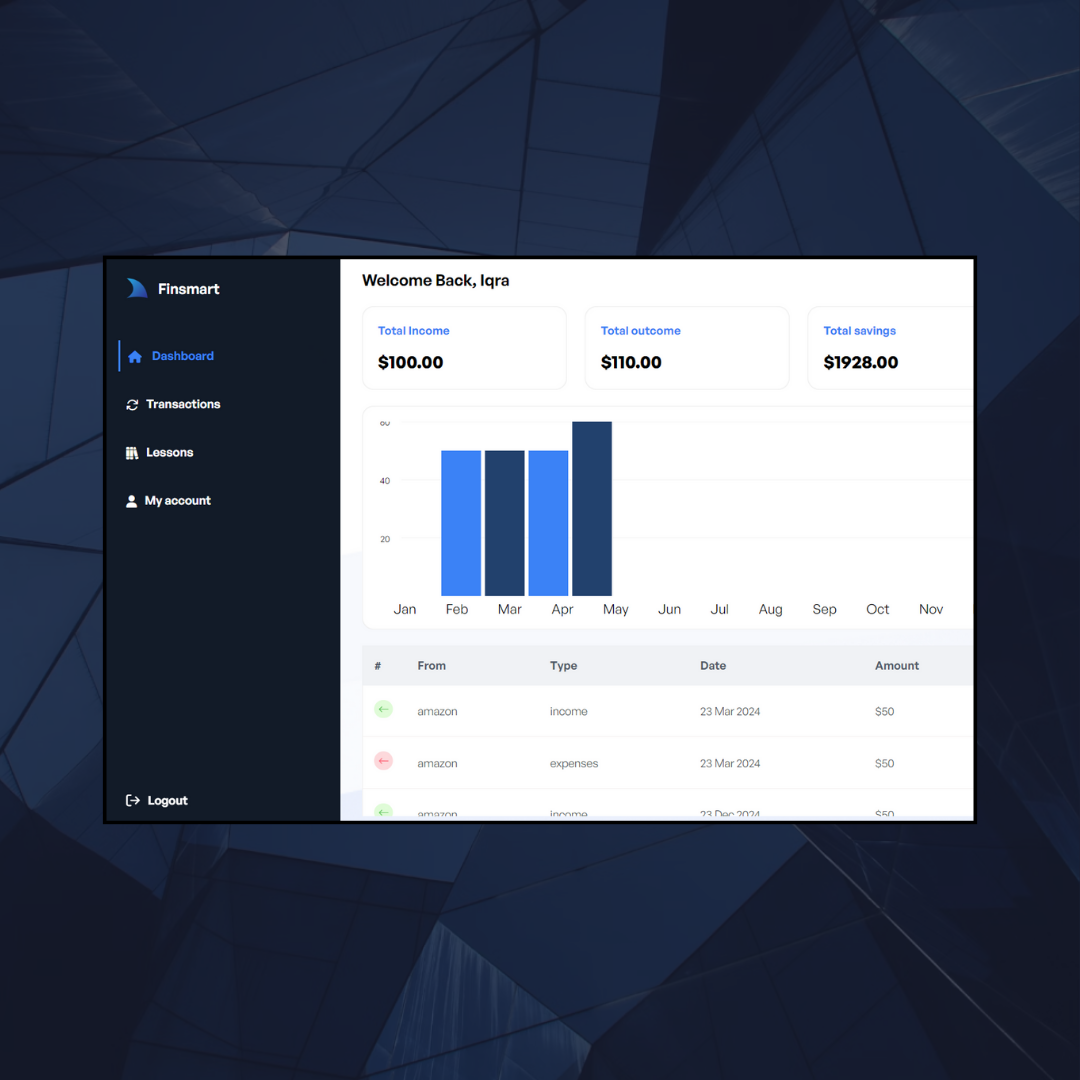 Finsmart
Dashboard
Transactions
Lessons
My account
Logout
Welcome Back, Iqra
Total Income Total outcome Total savings
$100.00 $110.00 $1928.00
60
40
20
Jan Feb Mar Apr May Jun Jul Aug Sep Oct Nov
# From Type Date Amount
amazon income 23 Mar 2024 $50
amazon expenses 23 Mar 2024 $50
amazon income 23 Dec 2024 $50